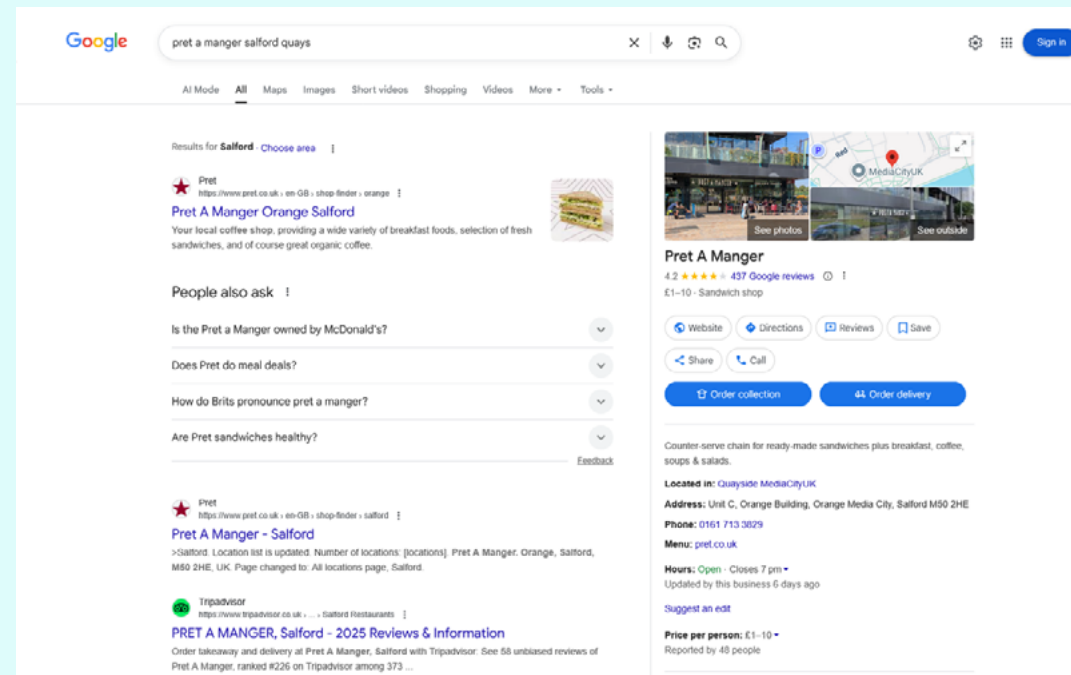 Google
pret a manger salford quays
Sign in
AI Mode All Maps Images Short videos Shopping Videos More Tools
Results for Salford · Choose area
Pret
https://www.pret.co.uk › en-GB › shop-finder › orange
Pret A Manger Orange Salford
Your local coffee shop, providing a wide variety of breakfast foods, selection of fresh
sandwiches, and of course great organic coffee.
People also ask
Is the Pret a Manger owned by McDonald's?
Does Pret do meal deals?
How do Brits pronounce pret a manger?
Are Pret sandwiches healthy?
Feedback
Pret
https://www.pret.co.uk › en-GB › shop-finder › salford
Pret A Manger - Salford
>Salford. Location list is updated. Number of locations: [locations]. Pret A Manger. Orange, Salford,
M50 2HE, UK. Page changed to: All locations page, Salford.
Tripadvisor
https://www.tripadvisor.co.uk › ... › Salford Restaurants
PRET A MANGER, Salford - 2025 Reviews & Information
Order takeaway and delivery at Pret A Manger, Salford with Tripadvisor: See 58 unbiased reviews of
Pret A Manger, ranked #226 on Tripadvisor among 373 ...
P
MediaCityUK
See photos
See outside
Pret A Manger
4.2 437 Google reviews
£1–10 · Sandwich shop
Website Directions Reviews Save
Share Call
Order collection Order delivery
Counter-serve chain for ready-made sandwiches plus breakfast, coffee,
soups & salads.
Located in: Quayside MediaCityUK
Address: Unit C, Orange Building, Orange Media City, Salford M50 2HE
Phone: 0161 713 3829
Menu: pret.co.uk
Hours: Open · Closes 7 pm
Updated by this business 6 days ago
Suggest an edit
Price per person: £1–10
Reported by 48 people